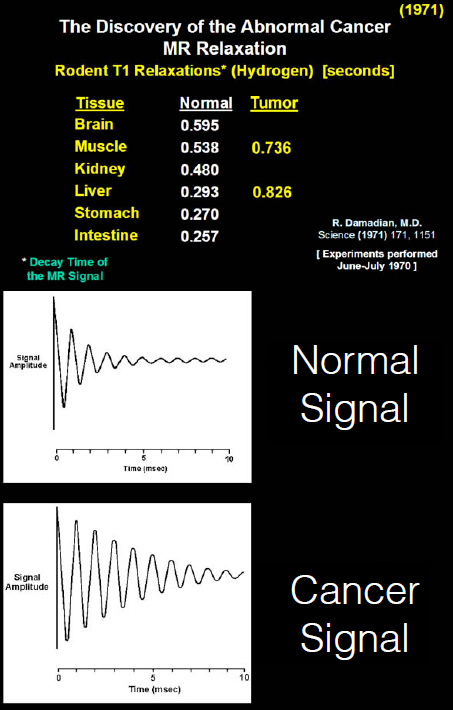 (1971)
The Discovery of the Abnormal Cancer
MR Relaxation
Rodent T1 Relaxations* (Hydrogen) [seconds]
Tissue Normal Tumor
Brain 0.595
Muscle 0.538 0.736
Kidney 0.480
Liver 0.293 0.826
Stomach 0.270
Intestine 0.257
R. Damadian, M.D.
Science (1971) 171, 1151
[ Experiments performed
June-July 1970 ]
* Decay Time of
the MR Signal
Signal
Amplitude
0 5 10
Time (msec)
Normal
Signal
Signal
Amplitude
0 5 10
Time (msec)
Cancer
Signal